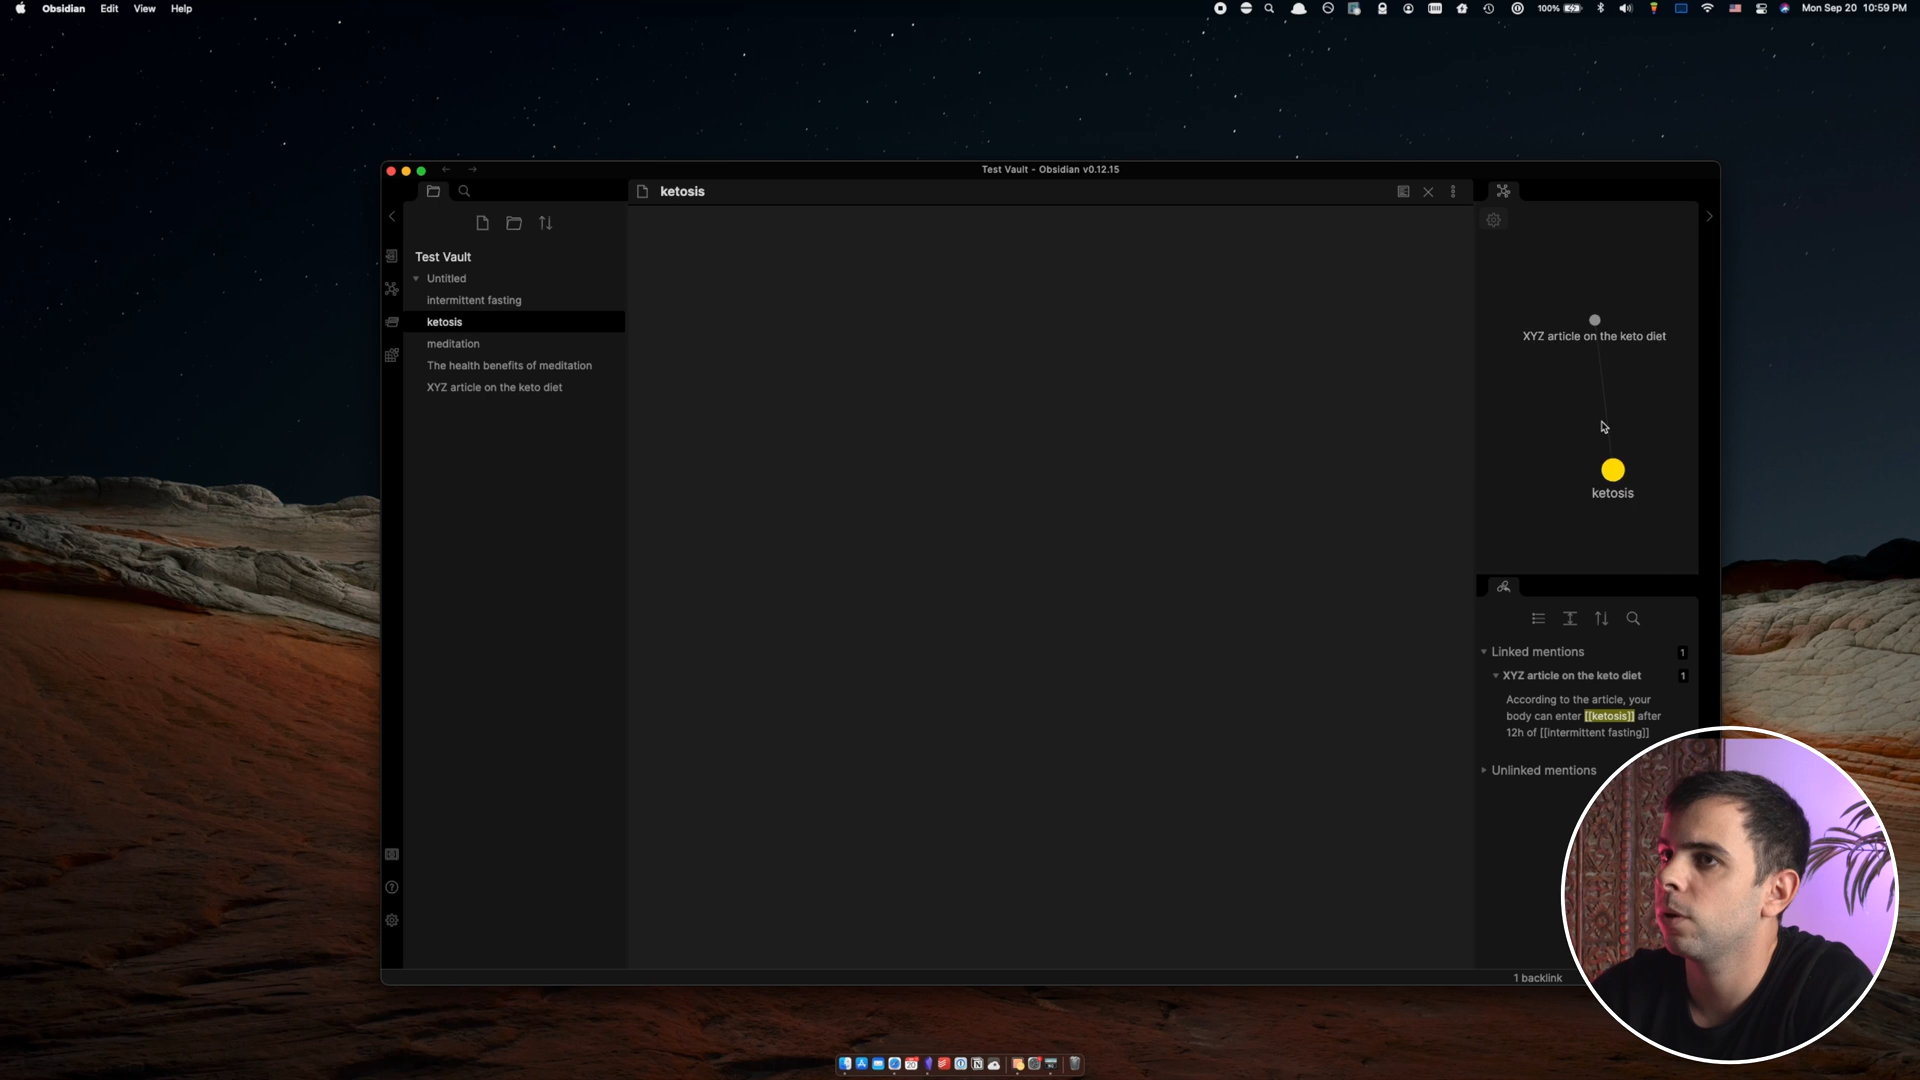 Obsidian Edit View Help
100% Mon Sep 20 10:59 PM
Test Vault - Obsidian v0.12.15
ketosis
Test Vault
Untitled
intermittent fasting
ketosis
meditation
The health benefits of meditation
XYZ article on the keto diet
XYZ article on the keto diet
ketosis
Linked mentions 1
XYZ article on the keto diet 1
According to the article, your
body can enter [[ketosis]] after
12h of [[intermittent fasting]]
Unlinked mentions
1 backlink
20